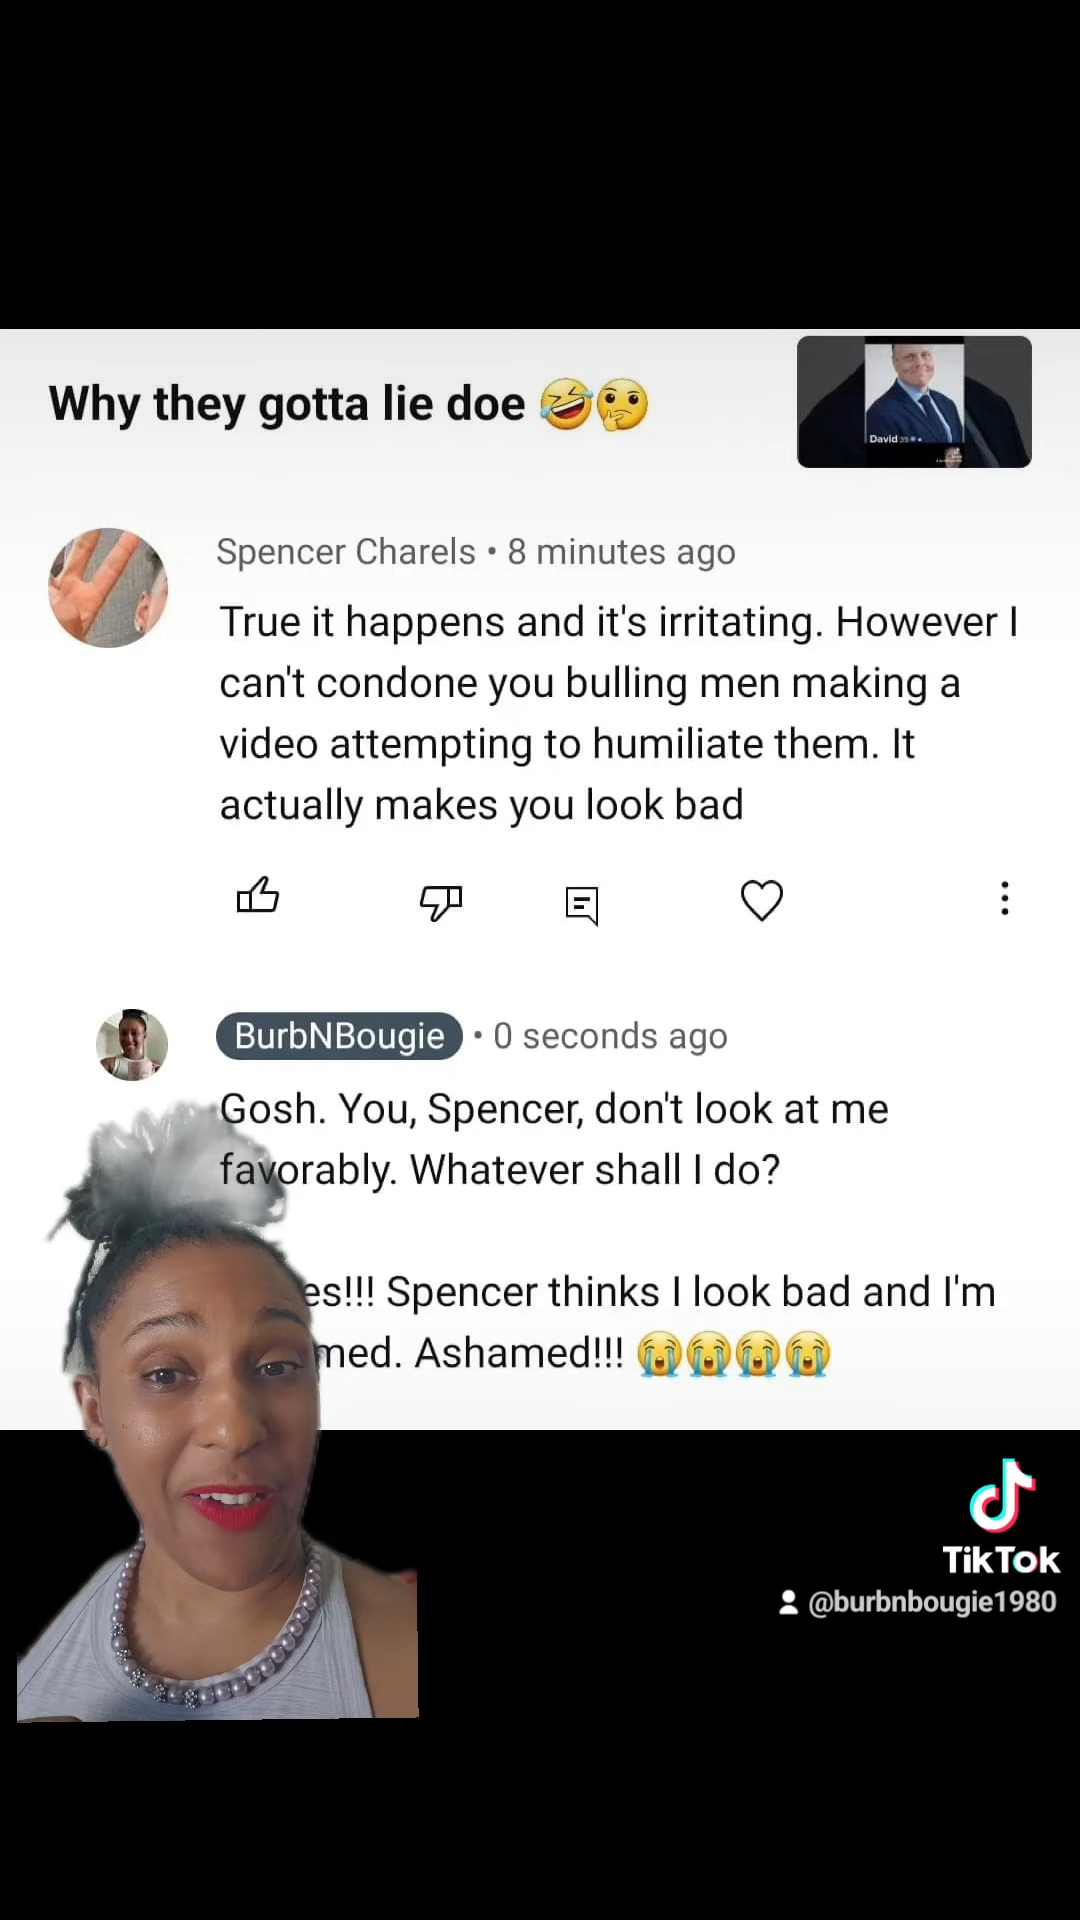 Why they gotta lie doe 🤣🤔
David 35
Spencer Charels • 8 minutes ago
True it happens and it's irritating. However I
can't condone you bulling men making a
video attempting to humiliate them. It
actually makes you look bad
BurbNBougie • 0 seconds ago
Gosh. You, Spencer, don't look at me
favorably. Whatever shall I do?
es!!! Spencer thinks I look bad and I'm
med. Ashamed!!! 😭😭😭😭
TikTok
@burbnbougie1980